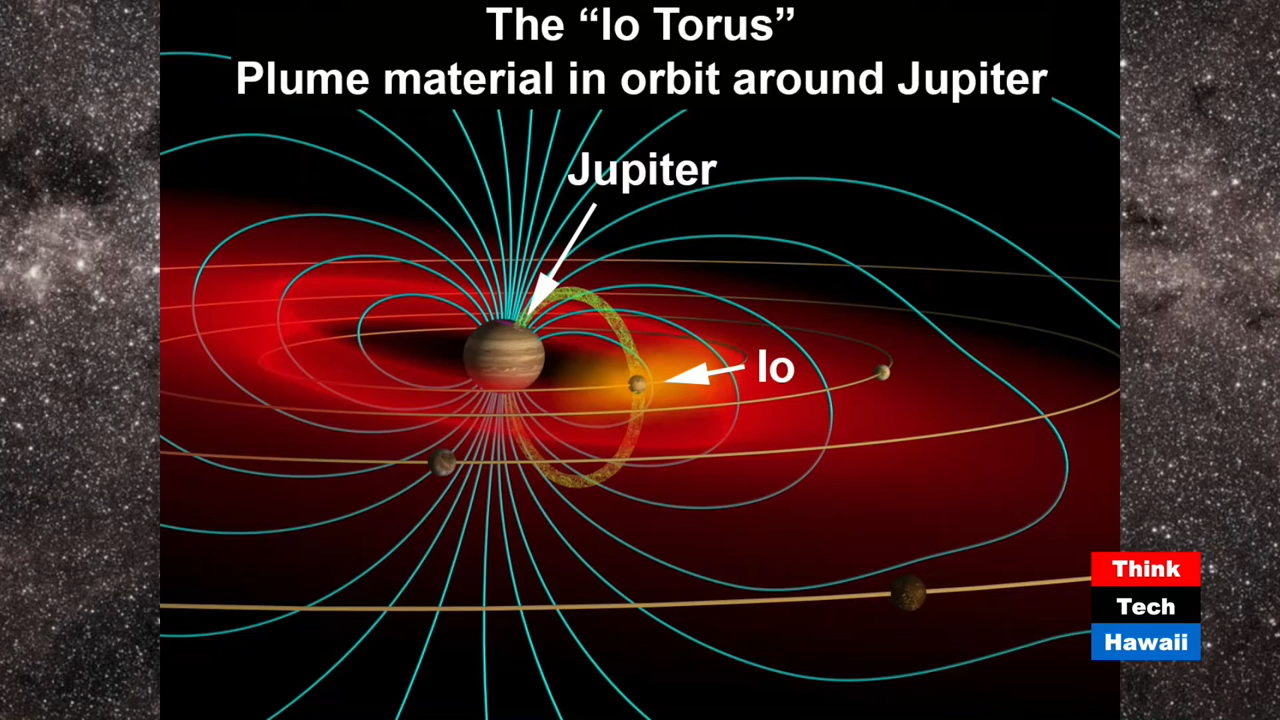 The “Io Torus”
Plume material in orbit around Jupiter
Jupiter
Io
Think
Tech
Hawaii